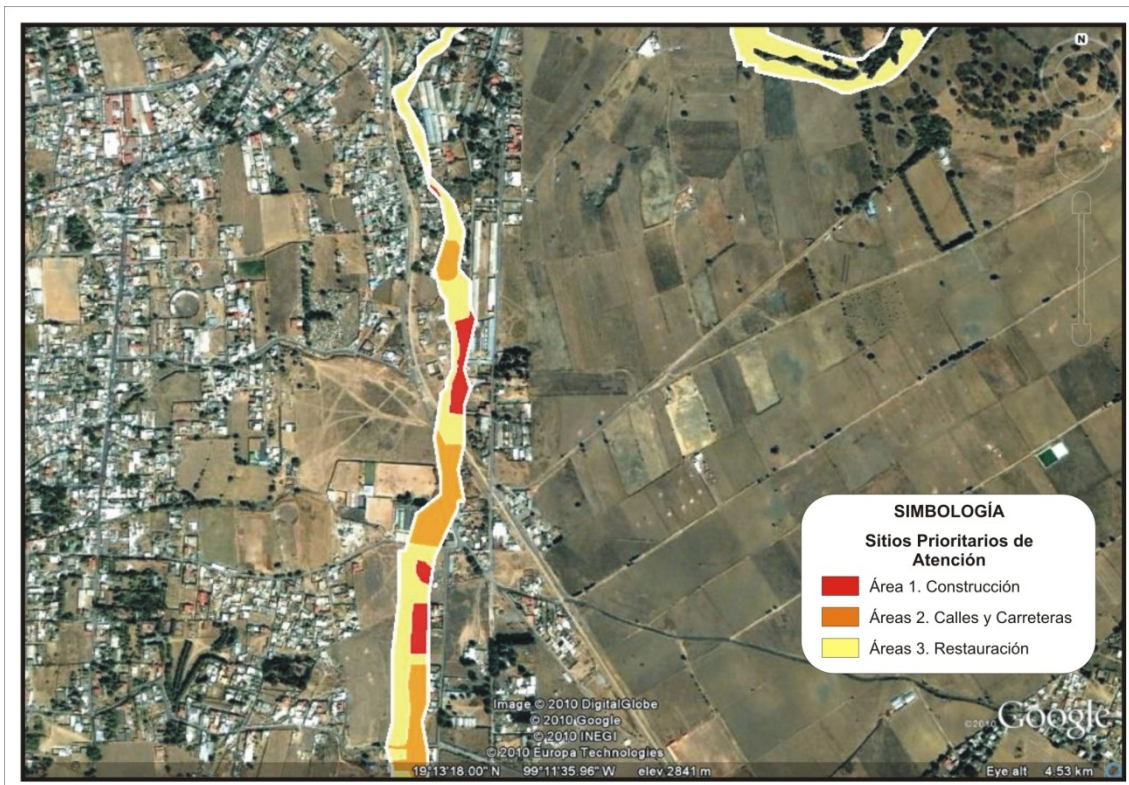 N
SIMBOLOGÍA
Sitios Prioritarios de
Atención
Área 1. Construcción
Áreas 2. Calles y Carreteras
Áreas 3. Restauración
Image © 2010 DigitalGlobe
© 2010 Google
© 2010 INEGI
© 2010 Europa Technologies
©2010 Google
19°13'18.00" N 99°11'35.96" W elev 2841 m
Eye alt 4.53 km